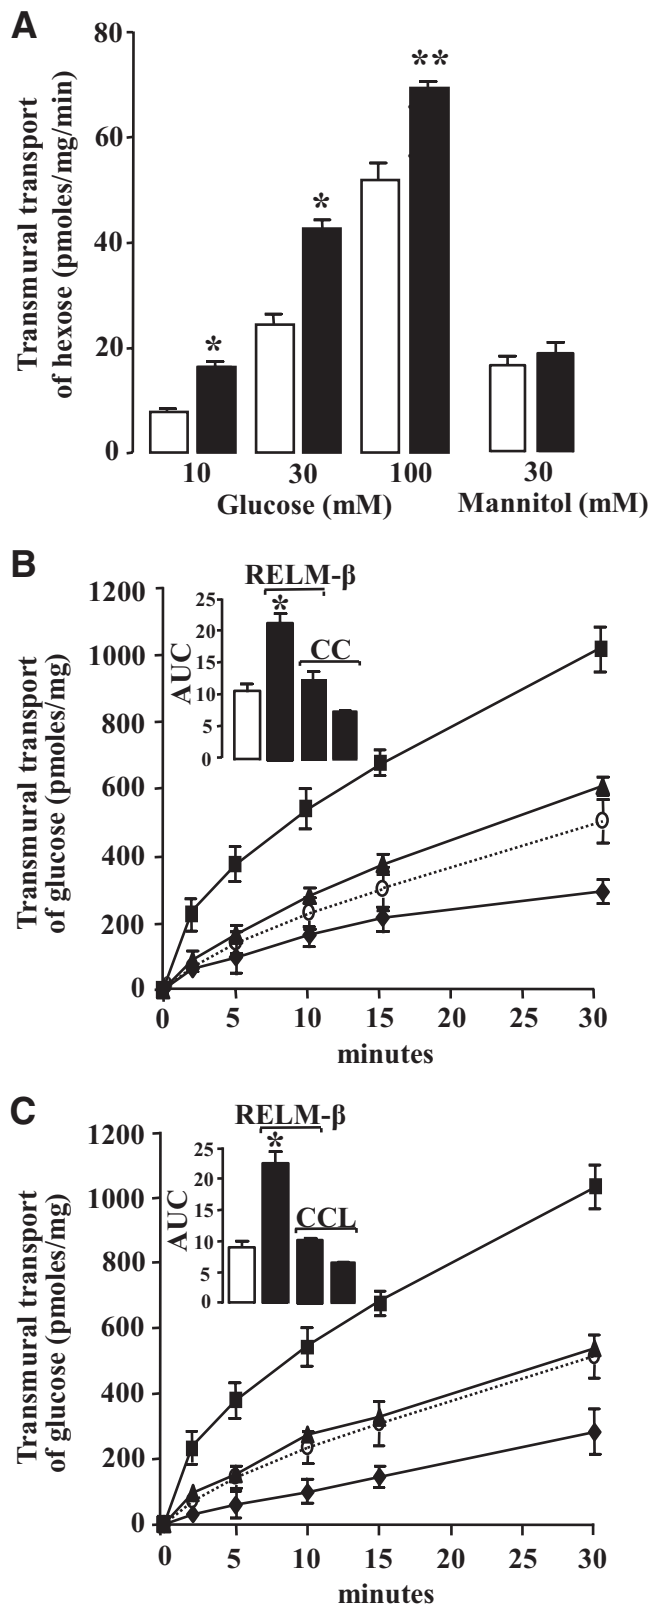 A
Transmural transport
of hexose (pmoles/mg/min)
80
60
40
20
0
**
*
*
10 30 100 30
Glucose (mM) Mannitol (mM)
B
Transmural transport
of glucose (pmoles/mg)
1200
1000
800
600
400
200
0
RELM-β
*
CC
AUC
25
20
15
10
5
0
0 5 10 15 20 25 30
minutes
C
Transmural transport
of glucose (pmoles/mg)
1200
1000
800
600
400
200
0
RELM-β
*
CCL
AUC
25
20
15
10
5
0
0 5 10 15 20 25 30
minutes